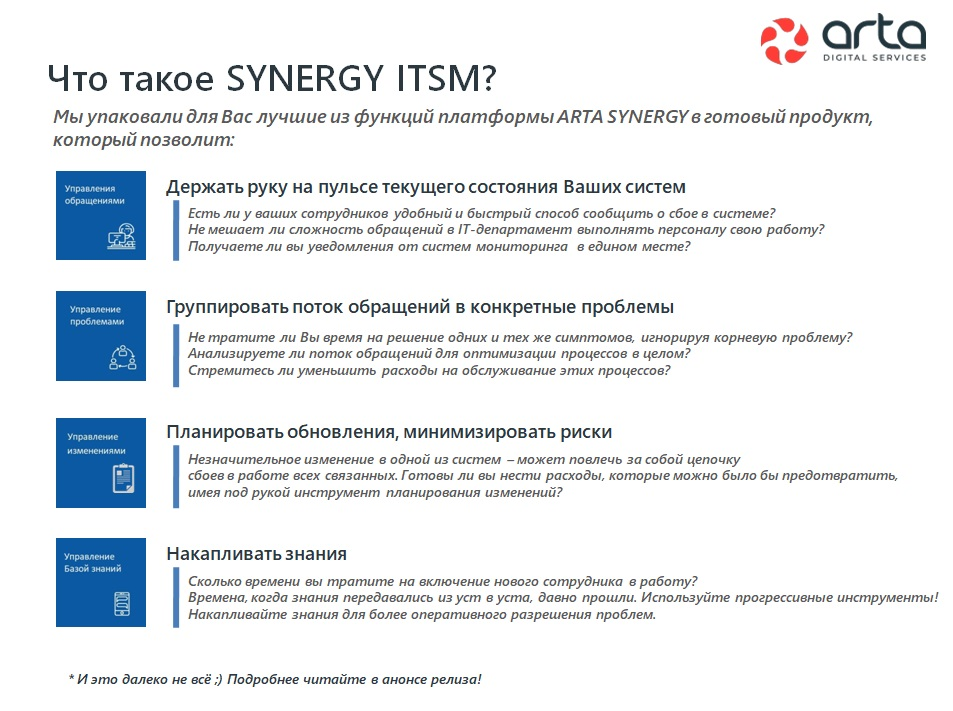 arta
DIGITAL SERVICES
Что такое SYNERGY ITSM?
Мы упаковали для Вас лучшие из функций платформы ARTA SYNERGY в готовый продукт,
который позволит:
Управления
обращениями
Держать руку на пульсе текущего состояния Ваших систем
Есть ли у ваших сотрудников удобный и быстрый способ сообщить о сбое в системе?
Не мешает ли сложность обращений в IT-департамент выполнять персоналу свою работу?
Получаете ли вы уведомления от систем мониторинга в едином месте?
Управление
проблемами
Группировать поток обращений в конкретные проблемы
Не тратите ли Вы время на решение одних и тех же симптомов, игнорируя корневую проблему?
Анализируете ли поток обращений для оптимизации процессов в целом?
Стремитесь ли уменьшить расходы на обслуживание этих процессов?
Управление
изменениями
Планировать обновления, минимизировать риски
Незначительное изменение в одной из систем – может повлечь за собой цепочку
сбоев в работе всех связанных. Готовы ли вы нести расходы, которые можно было бы предотвратить,
имея под рукой инструмент планирования изменений?
Управление
Базой знаний
Накапливать знания
Сколько времени вы тратите на включение нового сотрудника в работу?
Времена, когда знания передавались из уст в уста, давно прошли. Используйте прогрессивные инструменты!
Накапливайте знания для более оперативного разрешения проблем.
* И это далеко не всё ;) Подробнее читайте в анонсе релиза!